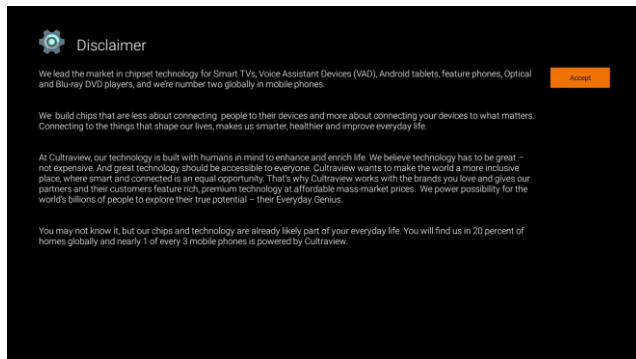 Disclaimer
We lead the market in chipset technology for Smart TVs, Voice Assistant Devices (VAD), Android tablets, feature phones, Optical
and Blu-ray DVD players, and we're number two globally in mobile phones.
Accept
We build chips that are less about connecting people to their devices and more about connecting your devices to what matters.
Connecting to the things that shape our lives, makes us smarter, healthier and improve everyday life.
At Cultraview, our technology is built with humans in mind to enhance and enrich life. We believe technology has to be great –
not expensive. And great technology should be accessible to everyone. Cultraview wants to make the world a more inclusive
place, where smart and connected is an equal opportunity. That's why Cultraview works with the brands you love and gives our
partners and their customers feature rich, premium technology at affordable mass-market prices. We power possibility for the
world's billions of people to explore their true potential – their Everyday Genius.
You may not know it, but our chips and technology are already likely part of your everyday life. You will find us in 20 percent of
homes globally and nearly 1 of every 3 mobile phones is powered by Cultraview.